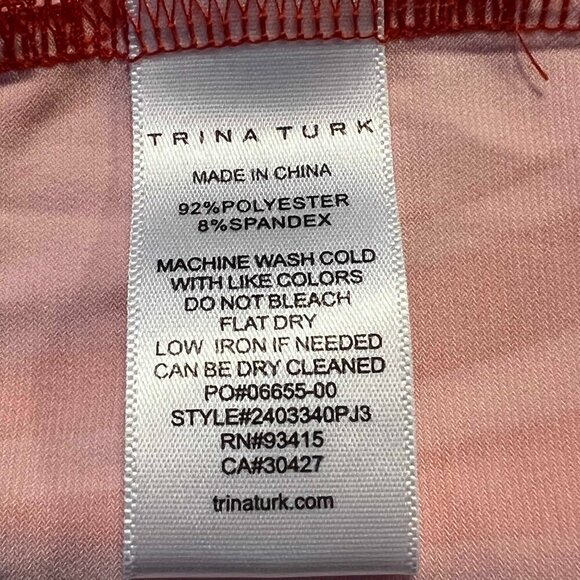 TRINA TURK
MADE IN CHINA
92%POLYESTER
8%SPANDEX
MACHINE WASH COLD
WITH LIKE COLORS
DO NOT BLEACH
FLAT DRY
LOW IRON IF NEEDED
CAN BE DRY CLEANED
PO#06655-00
STYLE#2403340PJ3
RN#93415
CA#30427
trinaturk.com